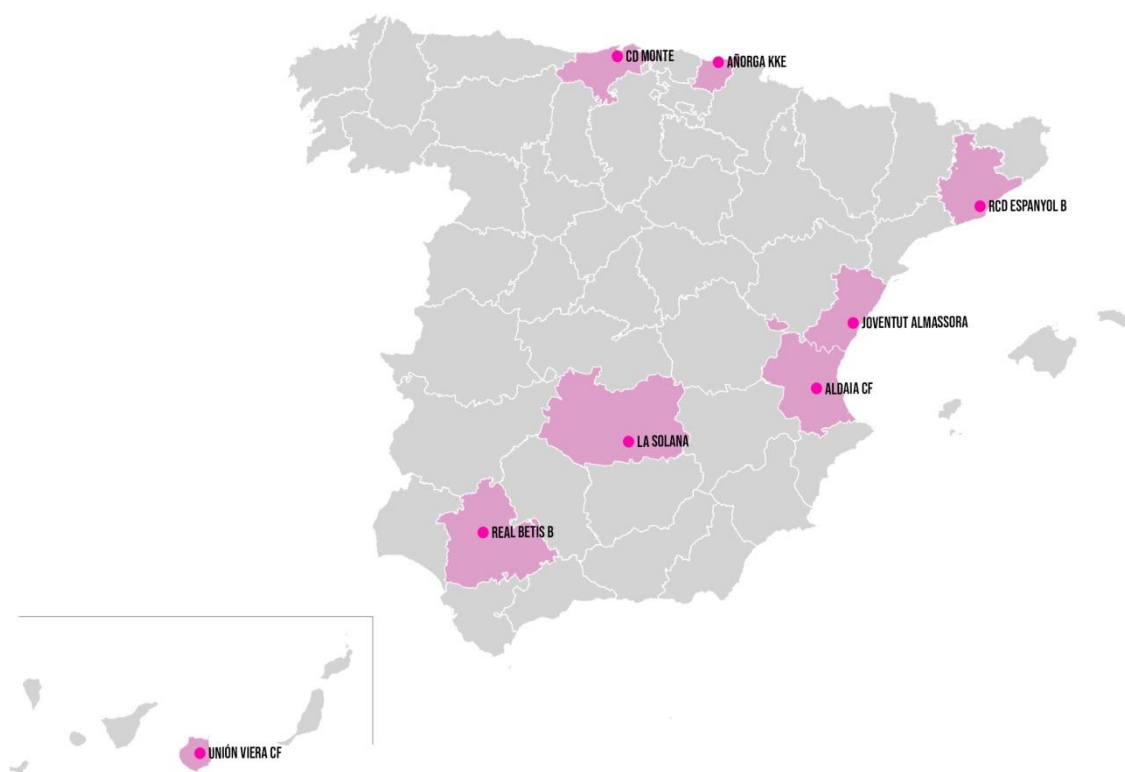 CD MONTE
AÑORGA KKE
RCD ESPANYOL B
JOVENTUT ALMASSORA
ALDAIA CF
LA SOLANA
REAL BETIS B
UNIÓN VIERA CF